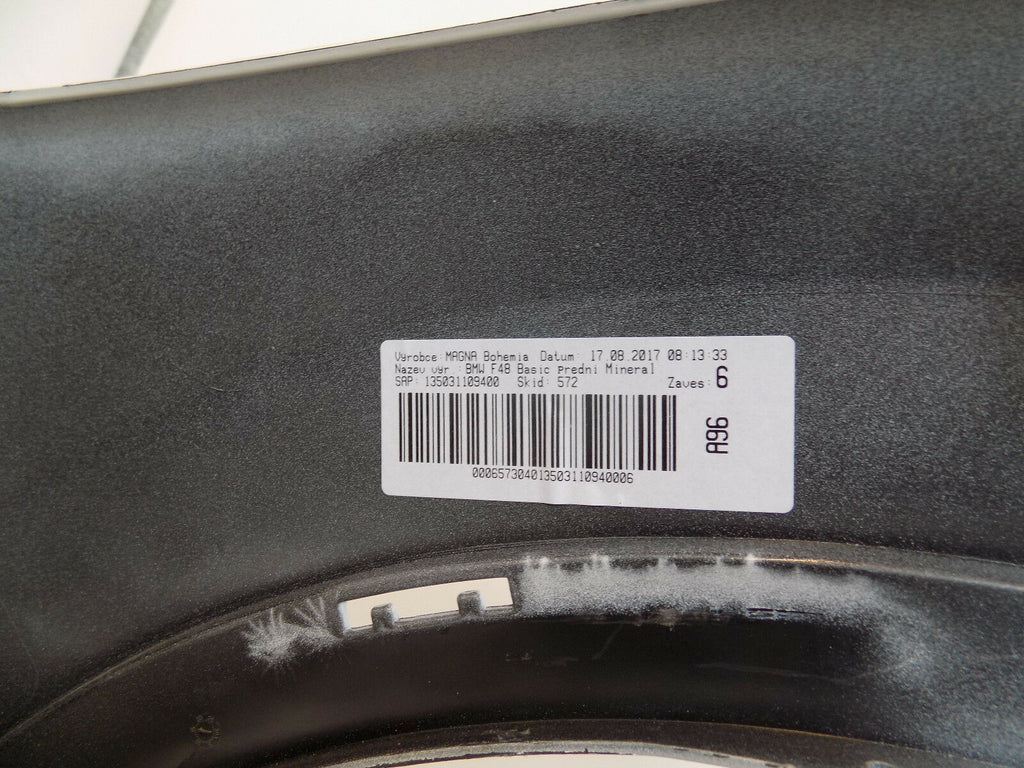 Vyrobce: MAGNA Bohemia Datum: 17.08.2017 08:13:33
Nazev vyr.: BMW F48 Basic Predni Mineral
SAP: 135031109400 Skid: 572 Zaves: 6
A96
000657304013503110940006